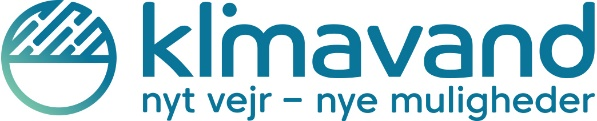 klimavand
nyt vejr – nye muligheder